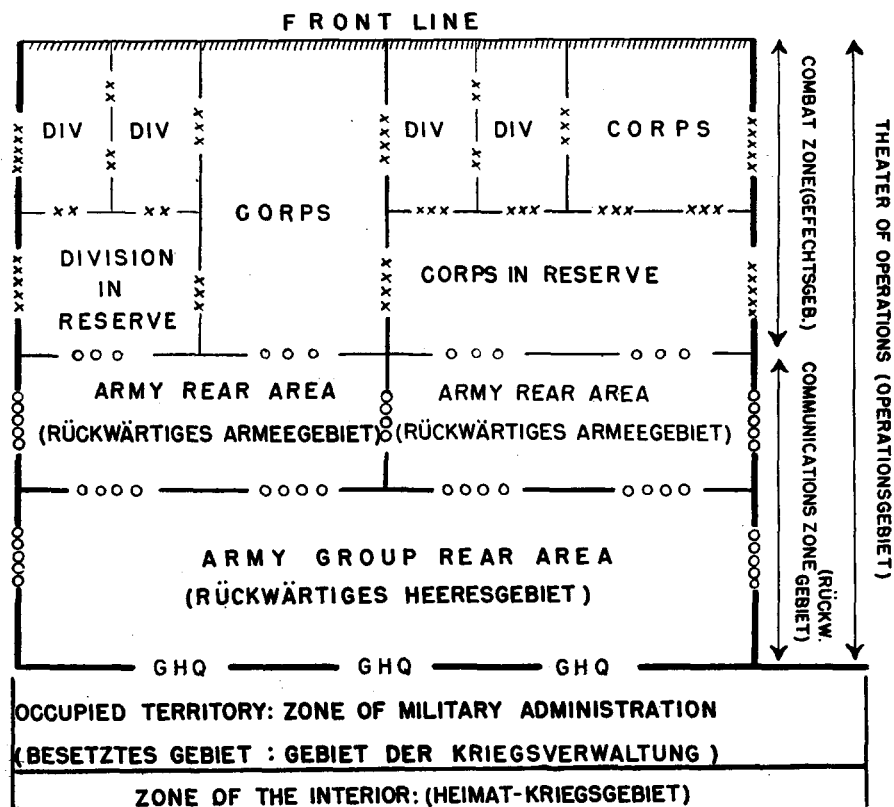 FRONT LINE
DIV DIV DIV DIV CORPS
CORPS
DIVISION
IN
RESERVE
CORPS IN RESERVE
ARMY REAR AREA
(RÜCKWÄRTIGES ARMEEGEBIET)
ARMY REAR AREA
(RÜCKWÄRTIGES ARMEEGEBIET)
ARMY GROUP REAR AREA
(RÜCKWÄRTIGES HEERESGEBIET)
GHQ GHQ GHQ
OCCUPIED TERRITORY: ZONE OF MILITARY ADMINISTRATION
(BESETZTES GEBIET : GEBIET DER KRIEGSVERWALTUNG)
ZONE OF THE INTERIOR: (HEIMAT-KRIEGSGEBIET)
COMBAT ZONE (GEFECHTSGEB.)
COMMUNICATIONS ZONE
(RÜCKW.
GEBIET)
THEATER OF OPERATIONS (OPERATIONSGEBIET)